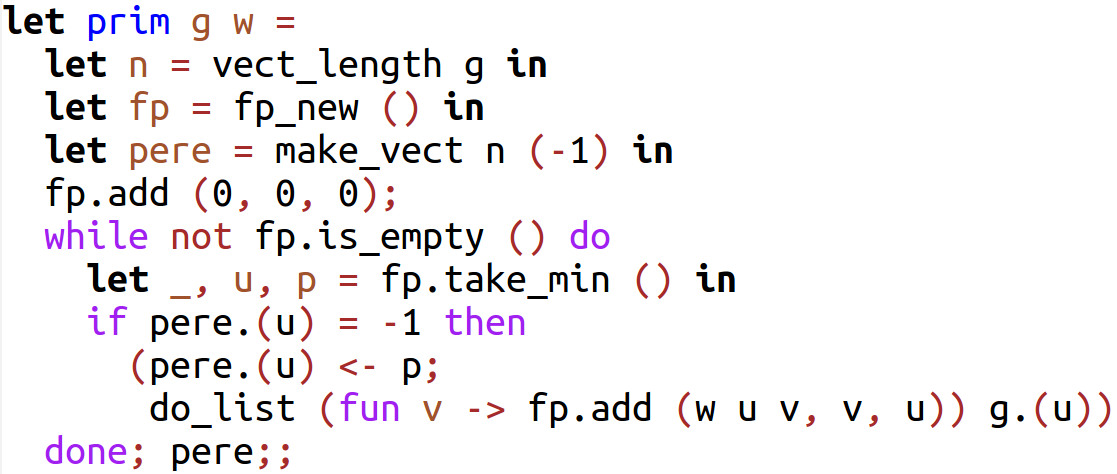 let prim g w =
  let n = vect_length g in
  let fp = fp_new () in
  let pere = make_vect n (-1) in
  fp.add (0, 0, 0);
  while not fp.is_empty () do
    let _, u, p = fp.take_min () in
    if pere.(u) = -1 then
      (pere.(u) <- p;
       do_list (fun v -> fp.add (w u v, v, u)) g.(u))
  done; pere;;